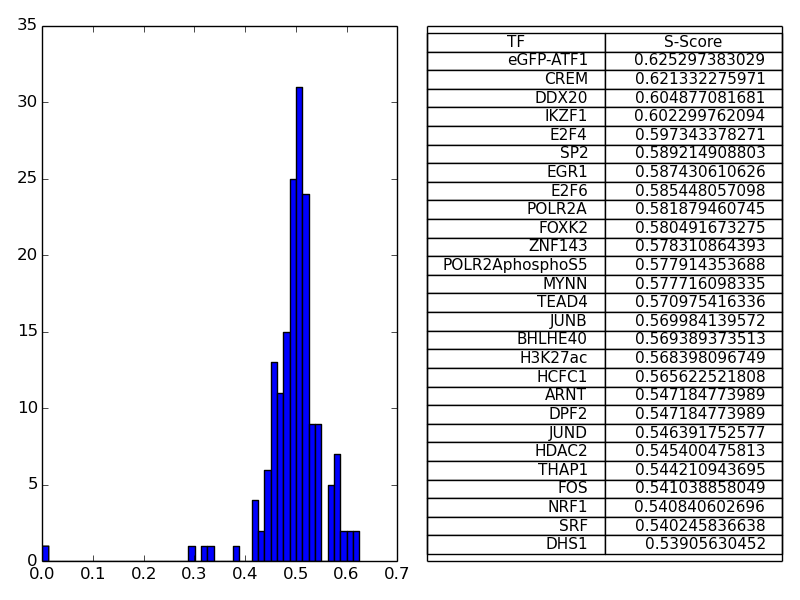 35
30
25
20
15
10
5
0
0.0 0.1 0.2 0.3 0.4 0.5 0.6 0.7
TF S-Score
eGFP-ATF1 0.625297383029
CREM 0.621332275971
DDX20 0.604877081681
IKZF1 0.602299762094
E2F4 0.597343378271
SP2 0.589214908803
EGR1 0.587430610626
E2F6 0.585448057098
POLR2A 0.581879460745
FOXK2 0.580491673275
ZNF143 0.578310864393
POLR2AphosphoS5 0.577914353688
MYNN 0.577716098335
TEAD4 0.570975416336
JUNB 0.569984139572
BHLHE40 0.569389373513
H3K27ac 0.568398096749
HCFC1 0.565622521808
ARNT 0.547184773989
DPF2 0.547184773989
JUND 0.546391752577
HDAC2 0.545400475813
THAP1 0.544210943695
FOS 0.541038858049
NRF1 0.540840602696
SRF 0.540245836638
DHS1 0.53905630452